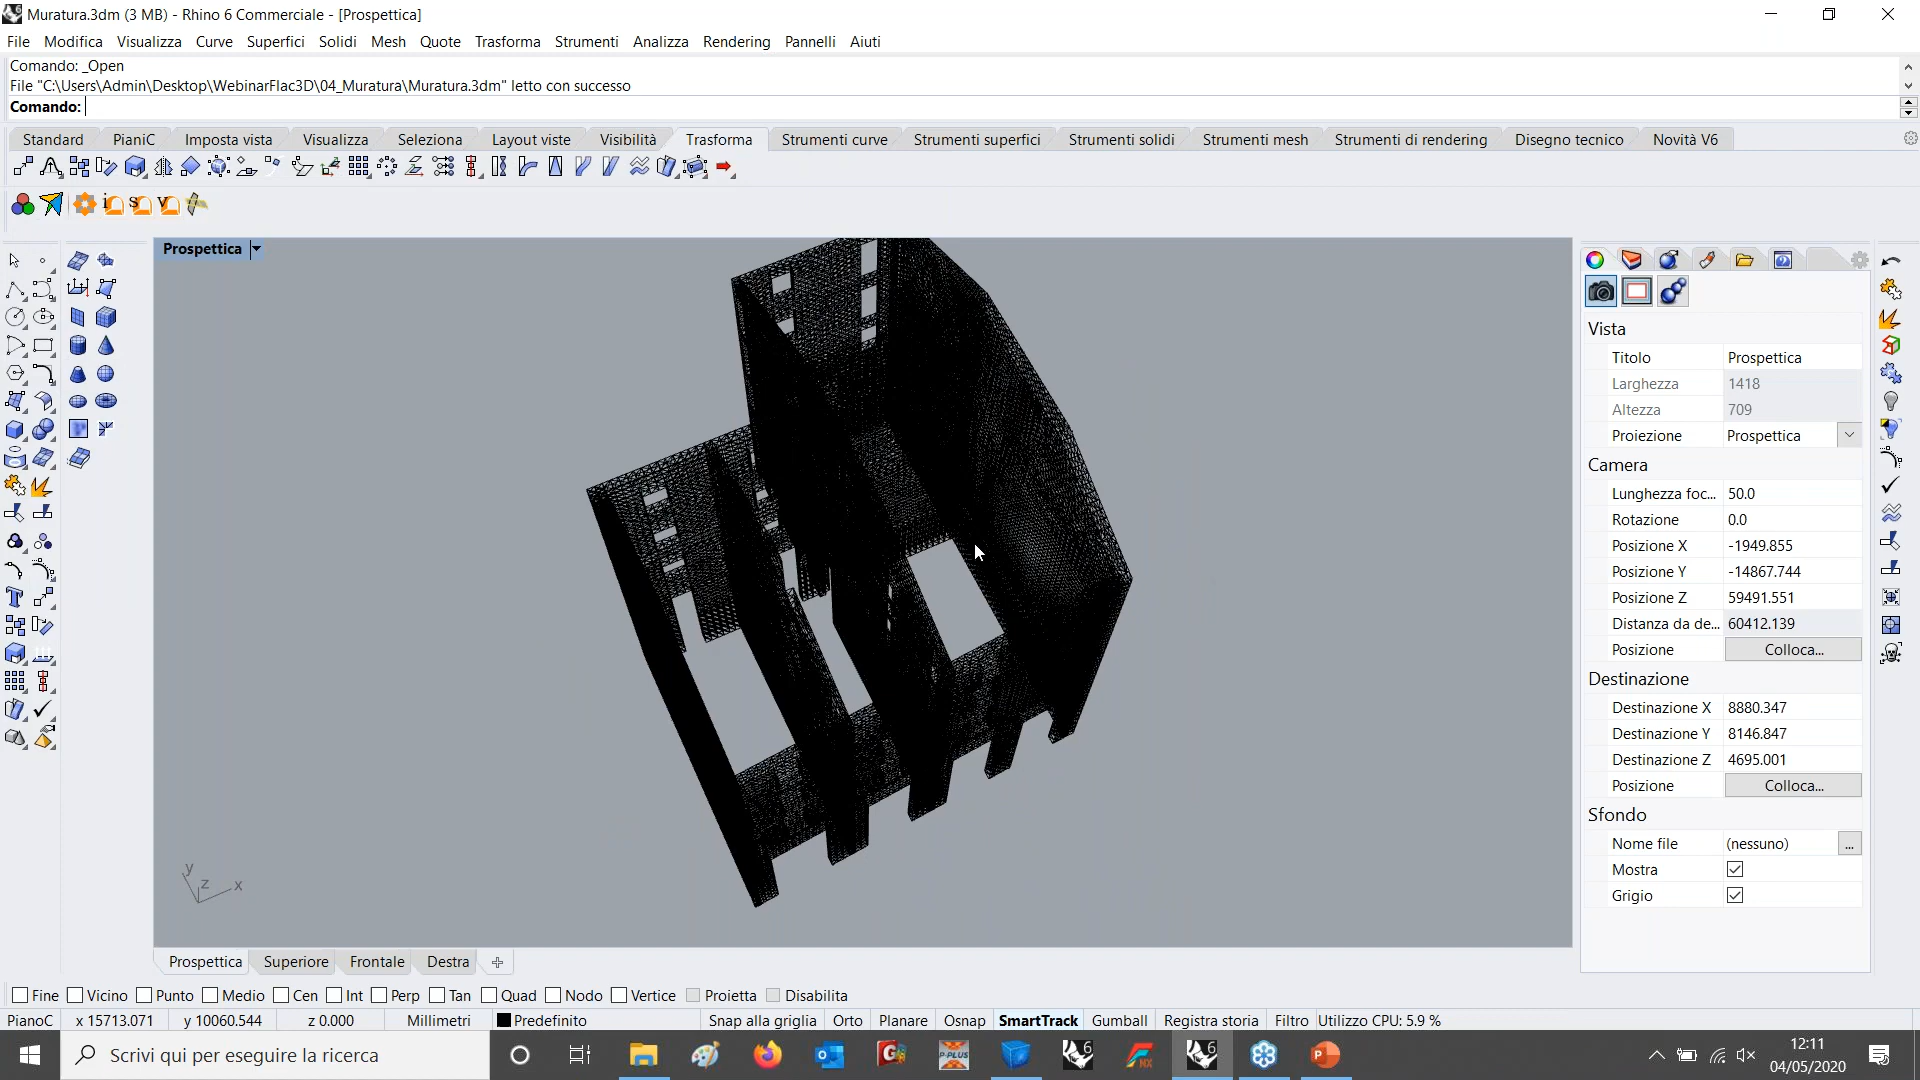 Muratura.3dm (3 MB) - Rhino 6 Commerciale - [Prospettica]
File Modifica Visualizza Curve Superfici Solidi Mesh Quote Trasforma Strumenti Analizza Rendering Pannelli Aiuti
Comando: _Open
File "C:\Users\Admin\Desktop\WebinarFlac3D\04_Muratura\Muratura.3dm" letto con successo
Comando:
Standard PianiC Imposta vista Visualizza Seleziona Layout viste Visibilità Trasforma Strumenti curve Strumenti superfici Strumenti solidi Strumenti mesh Strumenti di rendering Disegno tecnico Novità V6
Prospettica
Vista
Titolo Prospettica
Larghezza 1418
Altezza 709
Proiezione Prospettica
Camera
Lunghezza foc... 50.0
Rotazione 0.0
Posizione X -1949.855
Posizione Y -14867.744
Posizione Z 59491.551
Distanza da de... 60412.139
Posizione Colloca...
Destinazione
Destinazione X 8880.347
Destinazione Y 8146.847
Destinazione Z 4695.001
Posizione Colloca...
Sfondo
Nome file (nessuno) ...
Mostra
Grigio
y z x
Prospettica Superiore Frontale Destra
Fine Vicino Punto Medio Cen Int Perp Tan Quad Nodo Vertice Proietta Disabilita
PianoC x 15713.071 y 10060.544 z 0.000 Millimetri Predefinito Snap alla griglia Orto Planare Osnap SmartTrack Gumball Registra storia Filtro Utilizzo CPU: 5.9 %
Scrivi qui per eseguire la ricerca
12:11
04/05/2020